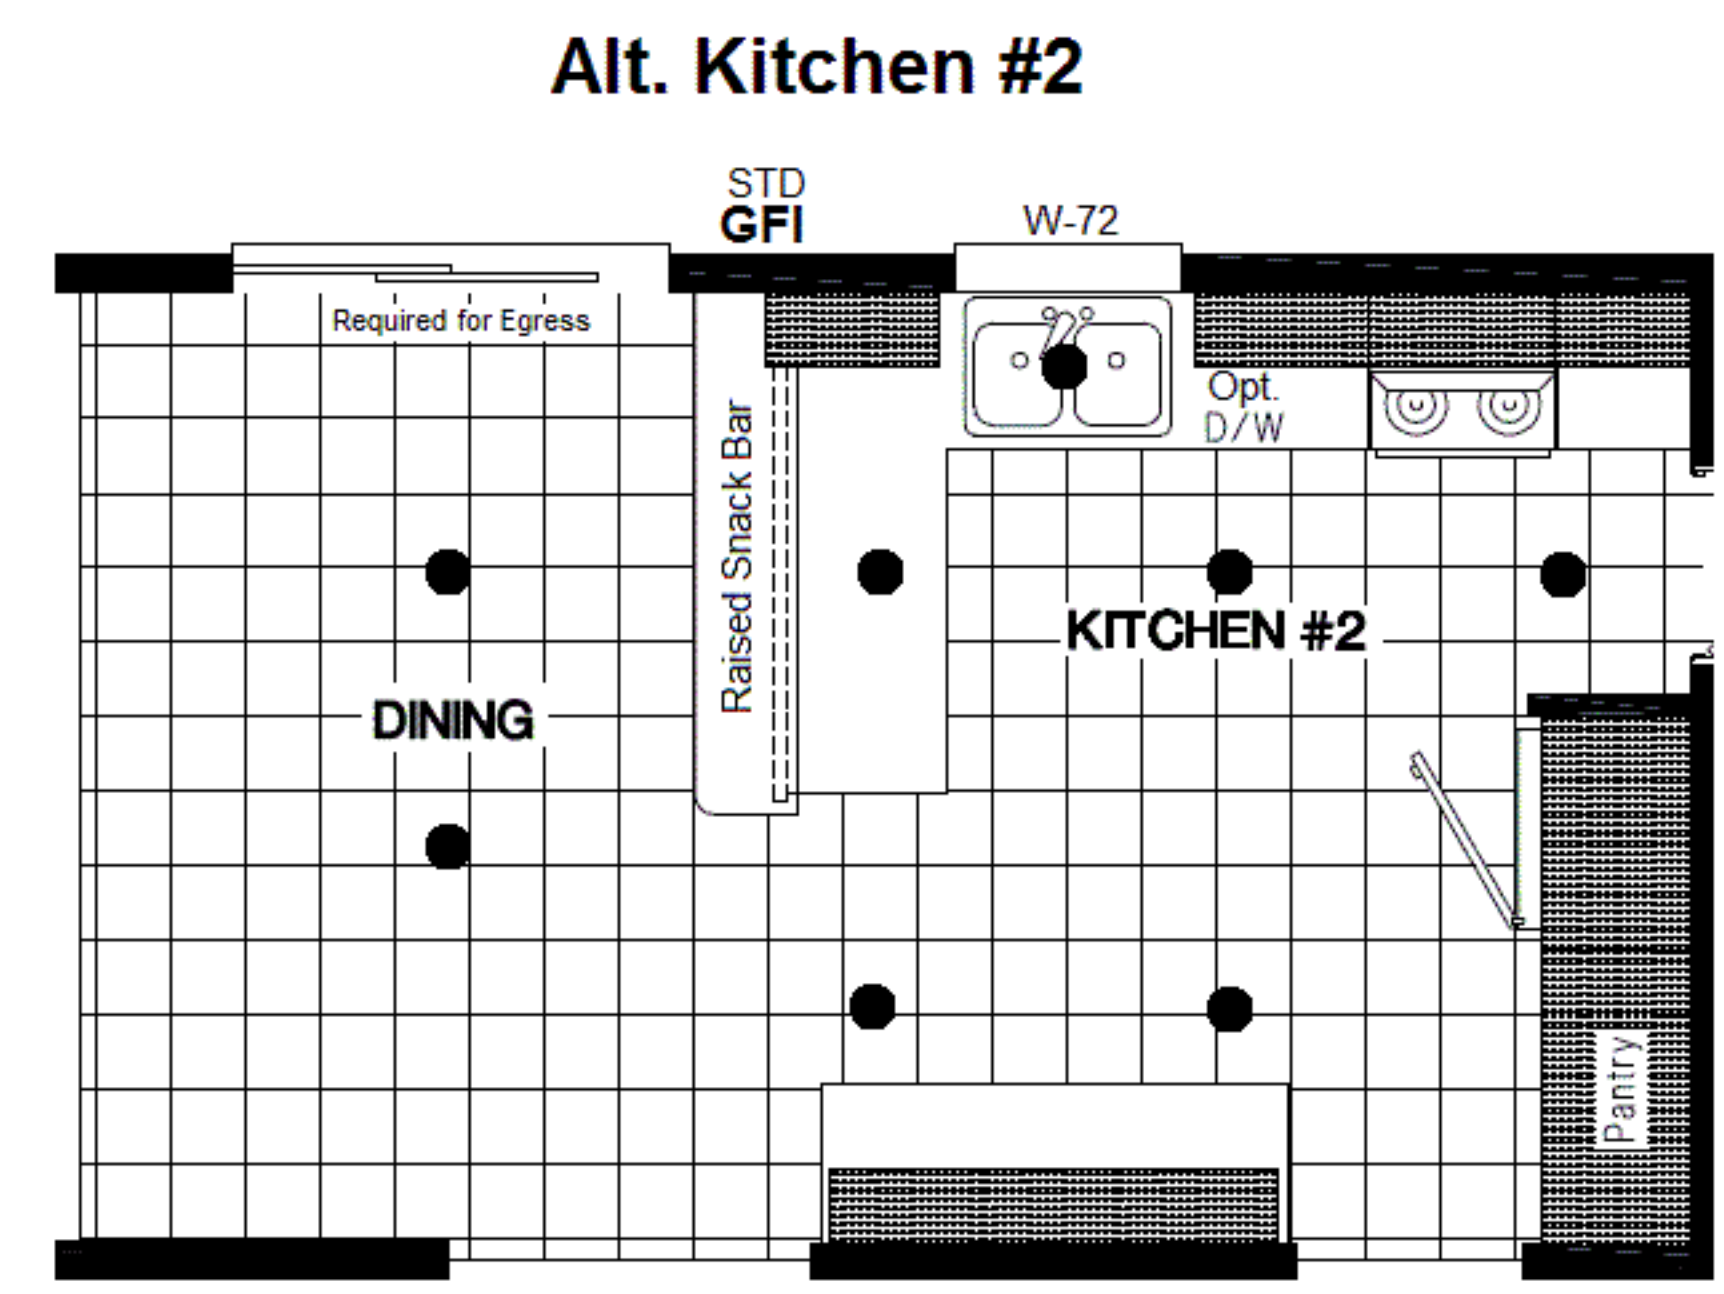 Alt. Kitchen #2
STD
GFI
W-72
Required for Egress
Opt.
D/W
Raised Snack Bar
KITCHEN #2
DINING
Pantry